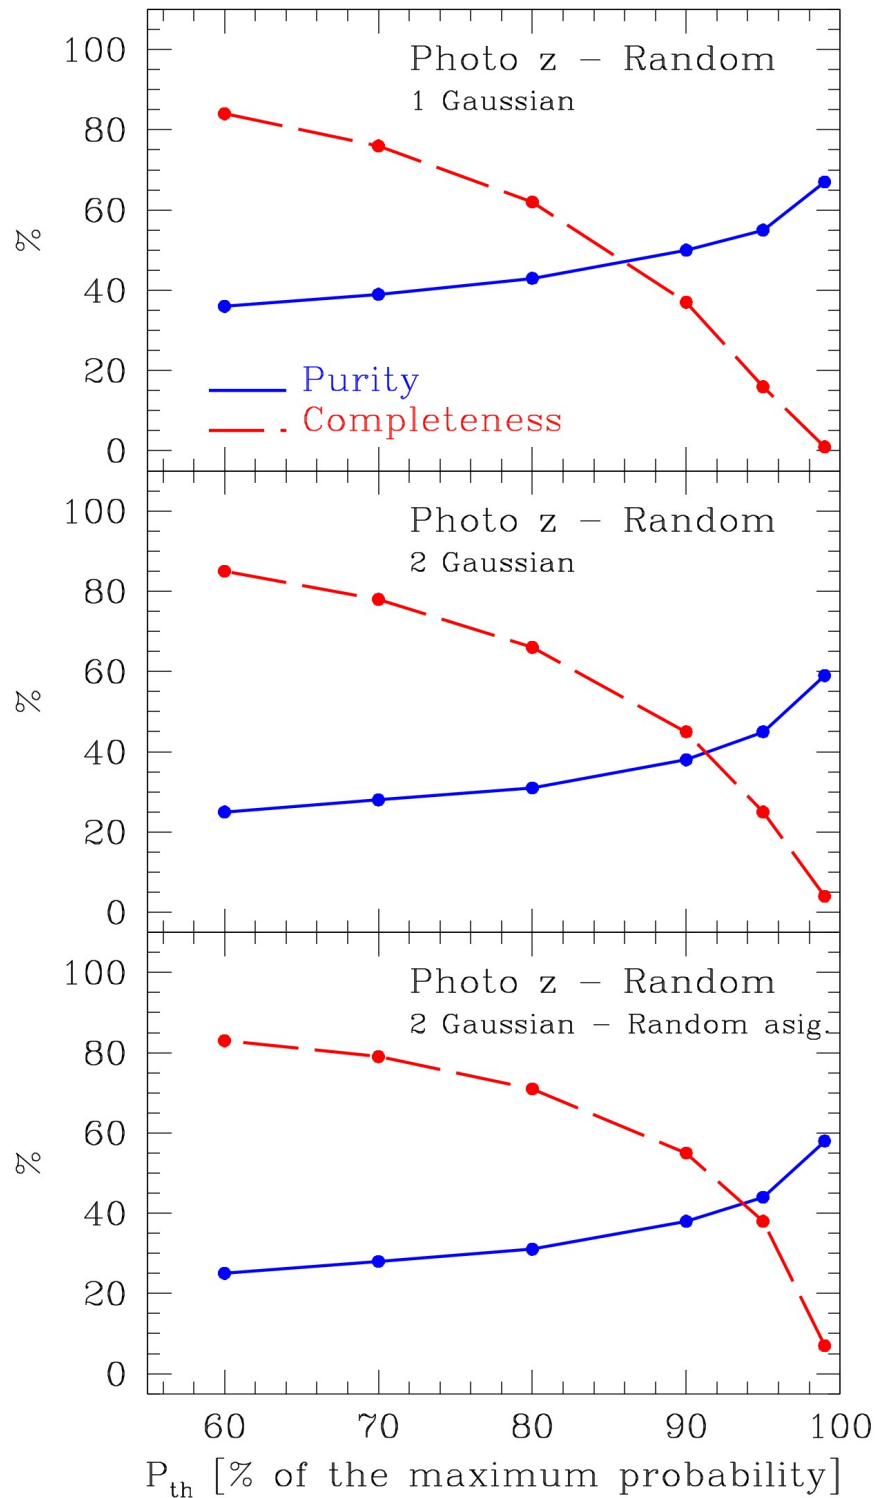 Photo z – Random
1 Gaussian
100
80
60
40
20
0
%
Purity
Completeness
Photo z – Random
2 Gaussian
100
80
60
40
20
0
%
Photo z – Random
2 Gaussian – Random asig.
100
80
60
40
20
0
%
60 70 80 90 100
P_th [% of the maximum probability]